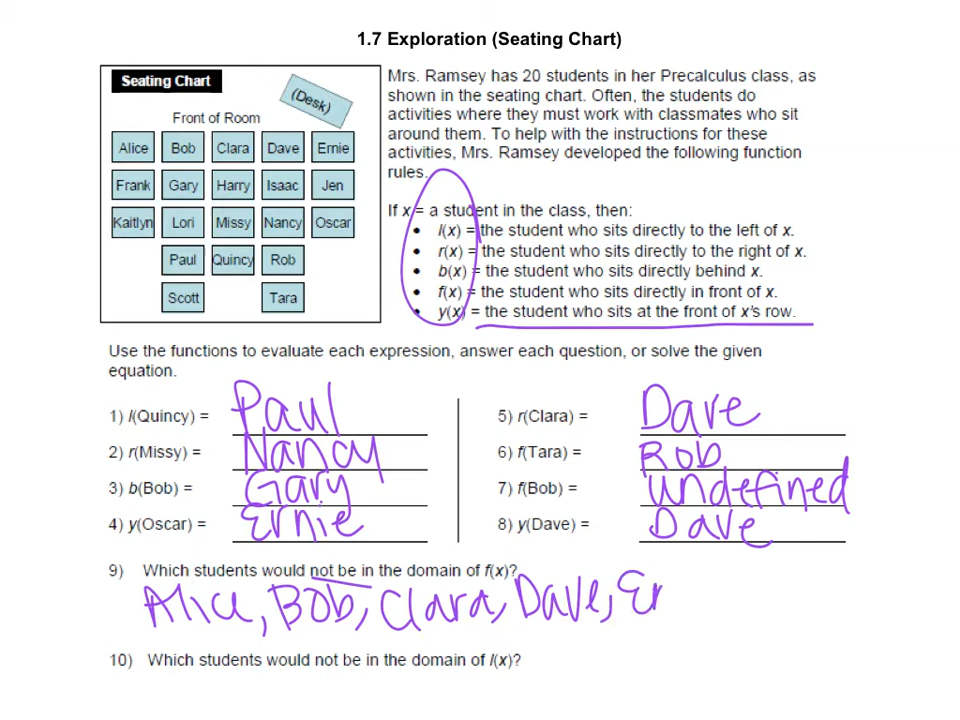 1.7 Exploration (Seating Chart)
Seating Chart
(Desk)
Front of Room
Alice Bob Clara Dave Ernie
Frank Gary Harry Isaac Jen
Kaitlyn Lori Missy Nancy Oscar
Paul Quincy Rob
Scott Tara
Mrs. Ramsey has 20 students in her Precalculus class, as
shown in the seating chart. Often, the students do
activities where they must work with classmates who sit
around them. To help with the instructions for these
activities, Mrs. Ramsey developed the following function
rules.
If x = a student in the class, then:
• l(x) = the student who sits directly to the left of x.
• r(x) = the student who sits directly to the right of x.
• b(x) = the student who sits directly behind x.
• f(x) = the student who sits directly in front of x.
• y(x) = the student who sits at the front of x's row.
Use the functions to evaluate each expression, answer each question, or solve the given
equation.
1) l(Quincy) = Paul
2) r(Missy) = Nancy
3) b(Bob) = Gary
4) y(Oscar) = Ernie
5) r(Clara) = Dave
6) f(Tara) = Rob
7) f(Bob) = undefined
8) y(Dave) = Dave
9) Which students would not be in the domain of f(x)?
Alice, Bob, Clara, Dave, Er
10) Which students would not be in the domain of l(x)?